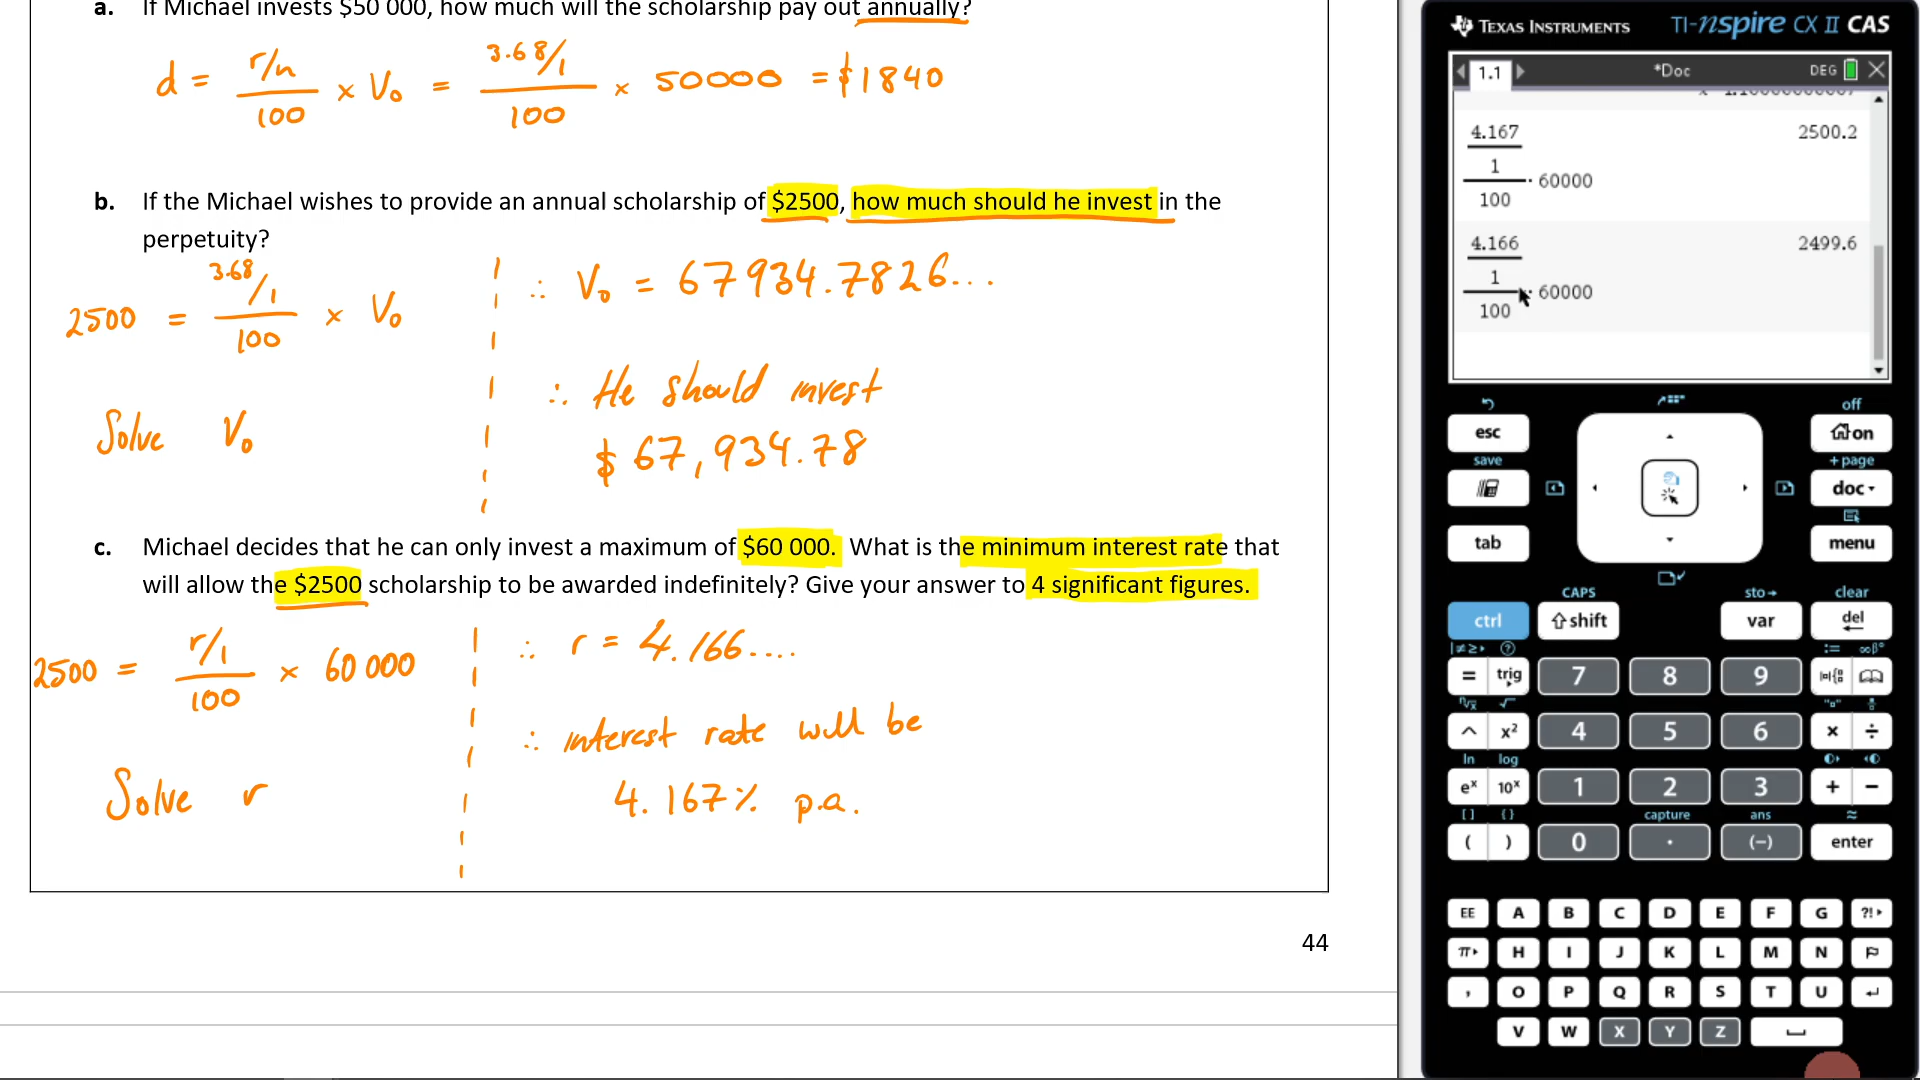 a. If Michael invests $50 000, how much will the scholarship pay out annually?
d = r/n / 100 × V₀ = 3.68/1 / 100 × 50000 = $1840
b. If the Michael wishes to provide an annual scholarship of $2500, how much should he invest in the
perpetuity?
2500 = 3.68/1 / 100 × V₀
Solve V₀
∴ V₀ = 67934.7826...
∴ He should invest
$67,934.78
c. Michael decides that he can only invest a maximum of $60 000. What is the minimum interest rate that
will allow the $2500 scholarship to be awarded indefinitely? Give your answer to 4 significant figures.
2500 = r/1 / 100 × 60 000
Solve r
∴ r = 4.166....
∴ interest rate will be
4.167% p.a.
44
TEXAS INSTRUMENTS TI-nspire CX II CAS
1.1 *Doc DEG
4.167 / 1 / 100 · 60000 2500.2
4.166 / 1 / 100 · 60000 2499.6
off
esc on
save +page
doc
tab menu
CAPS sto→ clear
ctrl shift var del
|≠≥▸ ? := ∞β°
= trig 7 8 9
ⁿ√x √ "□"
^ x² 4 5 6 × ÷
ln log
eˣ 10ˣ 1 2 3 + −
[ ] { } capture ans ≈
( ) 0 . (−) enter
EE A B C D E F G ?!▸
π▸ H I J K L M N
, O P Q R S T U ↵
V W X Y Z